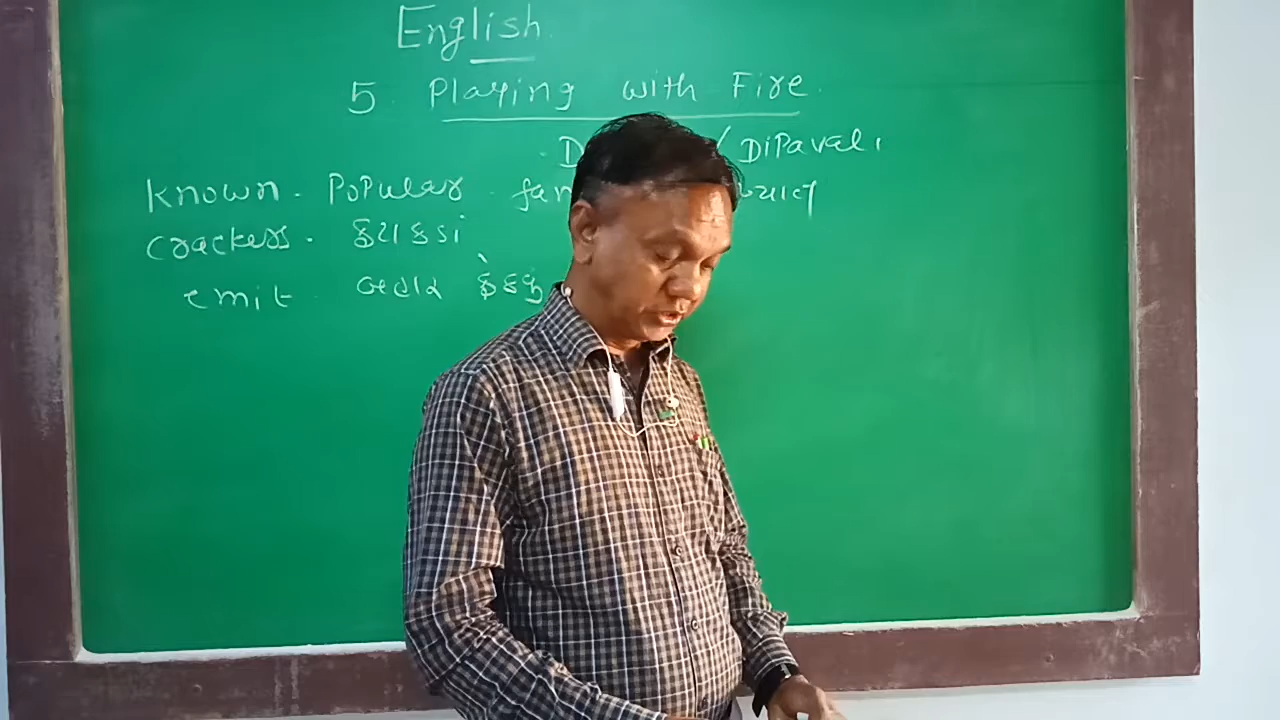 English.
5. Playing with Fire.
/ Dipavali
Known. Popular.
Crackers. ફટાકડાં
emit. બહાર ફેંકવુ